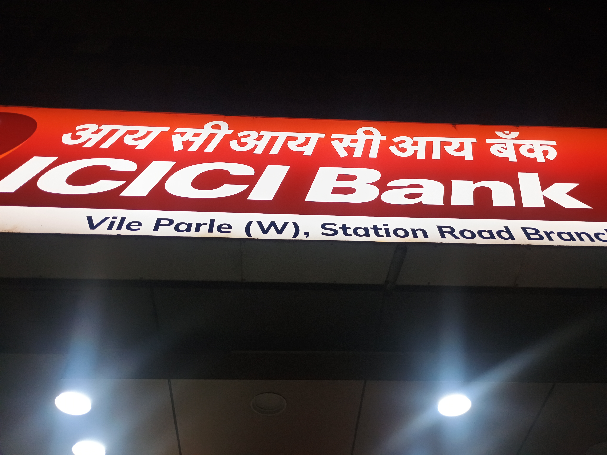 आय सी आय सी आय बँक
ICICI Bank
Vile Parle (W), Station Road Branc